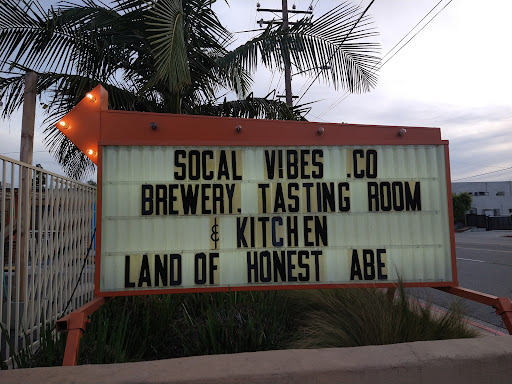 SOCAL VIBES .CO
BREWERY. TASTING ROOM
& KITCHEN
LAND OF HONEST ABE